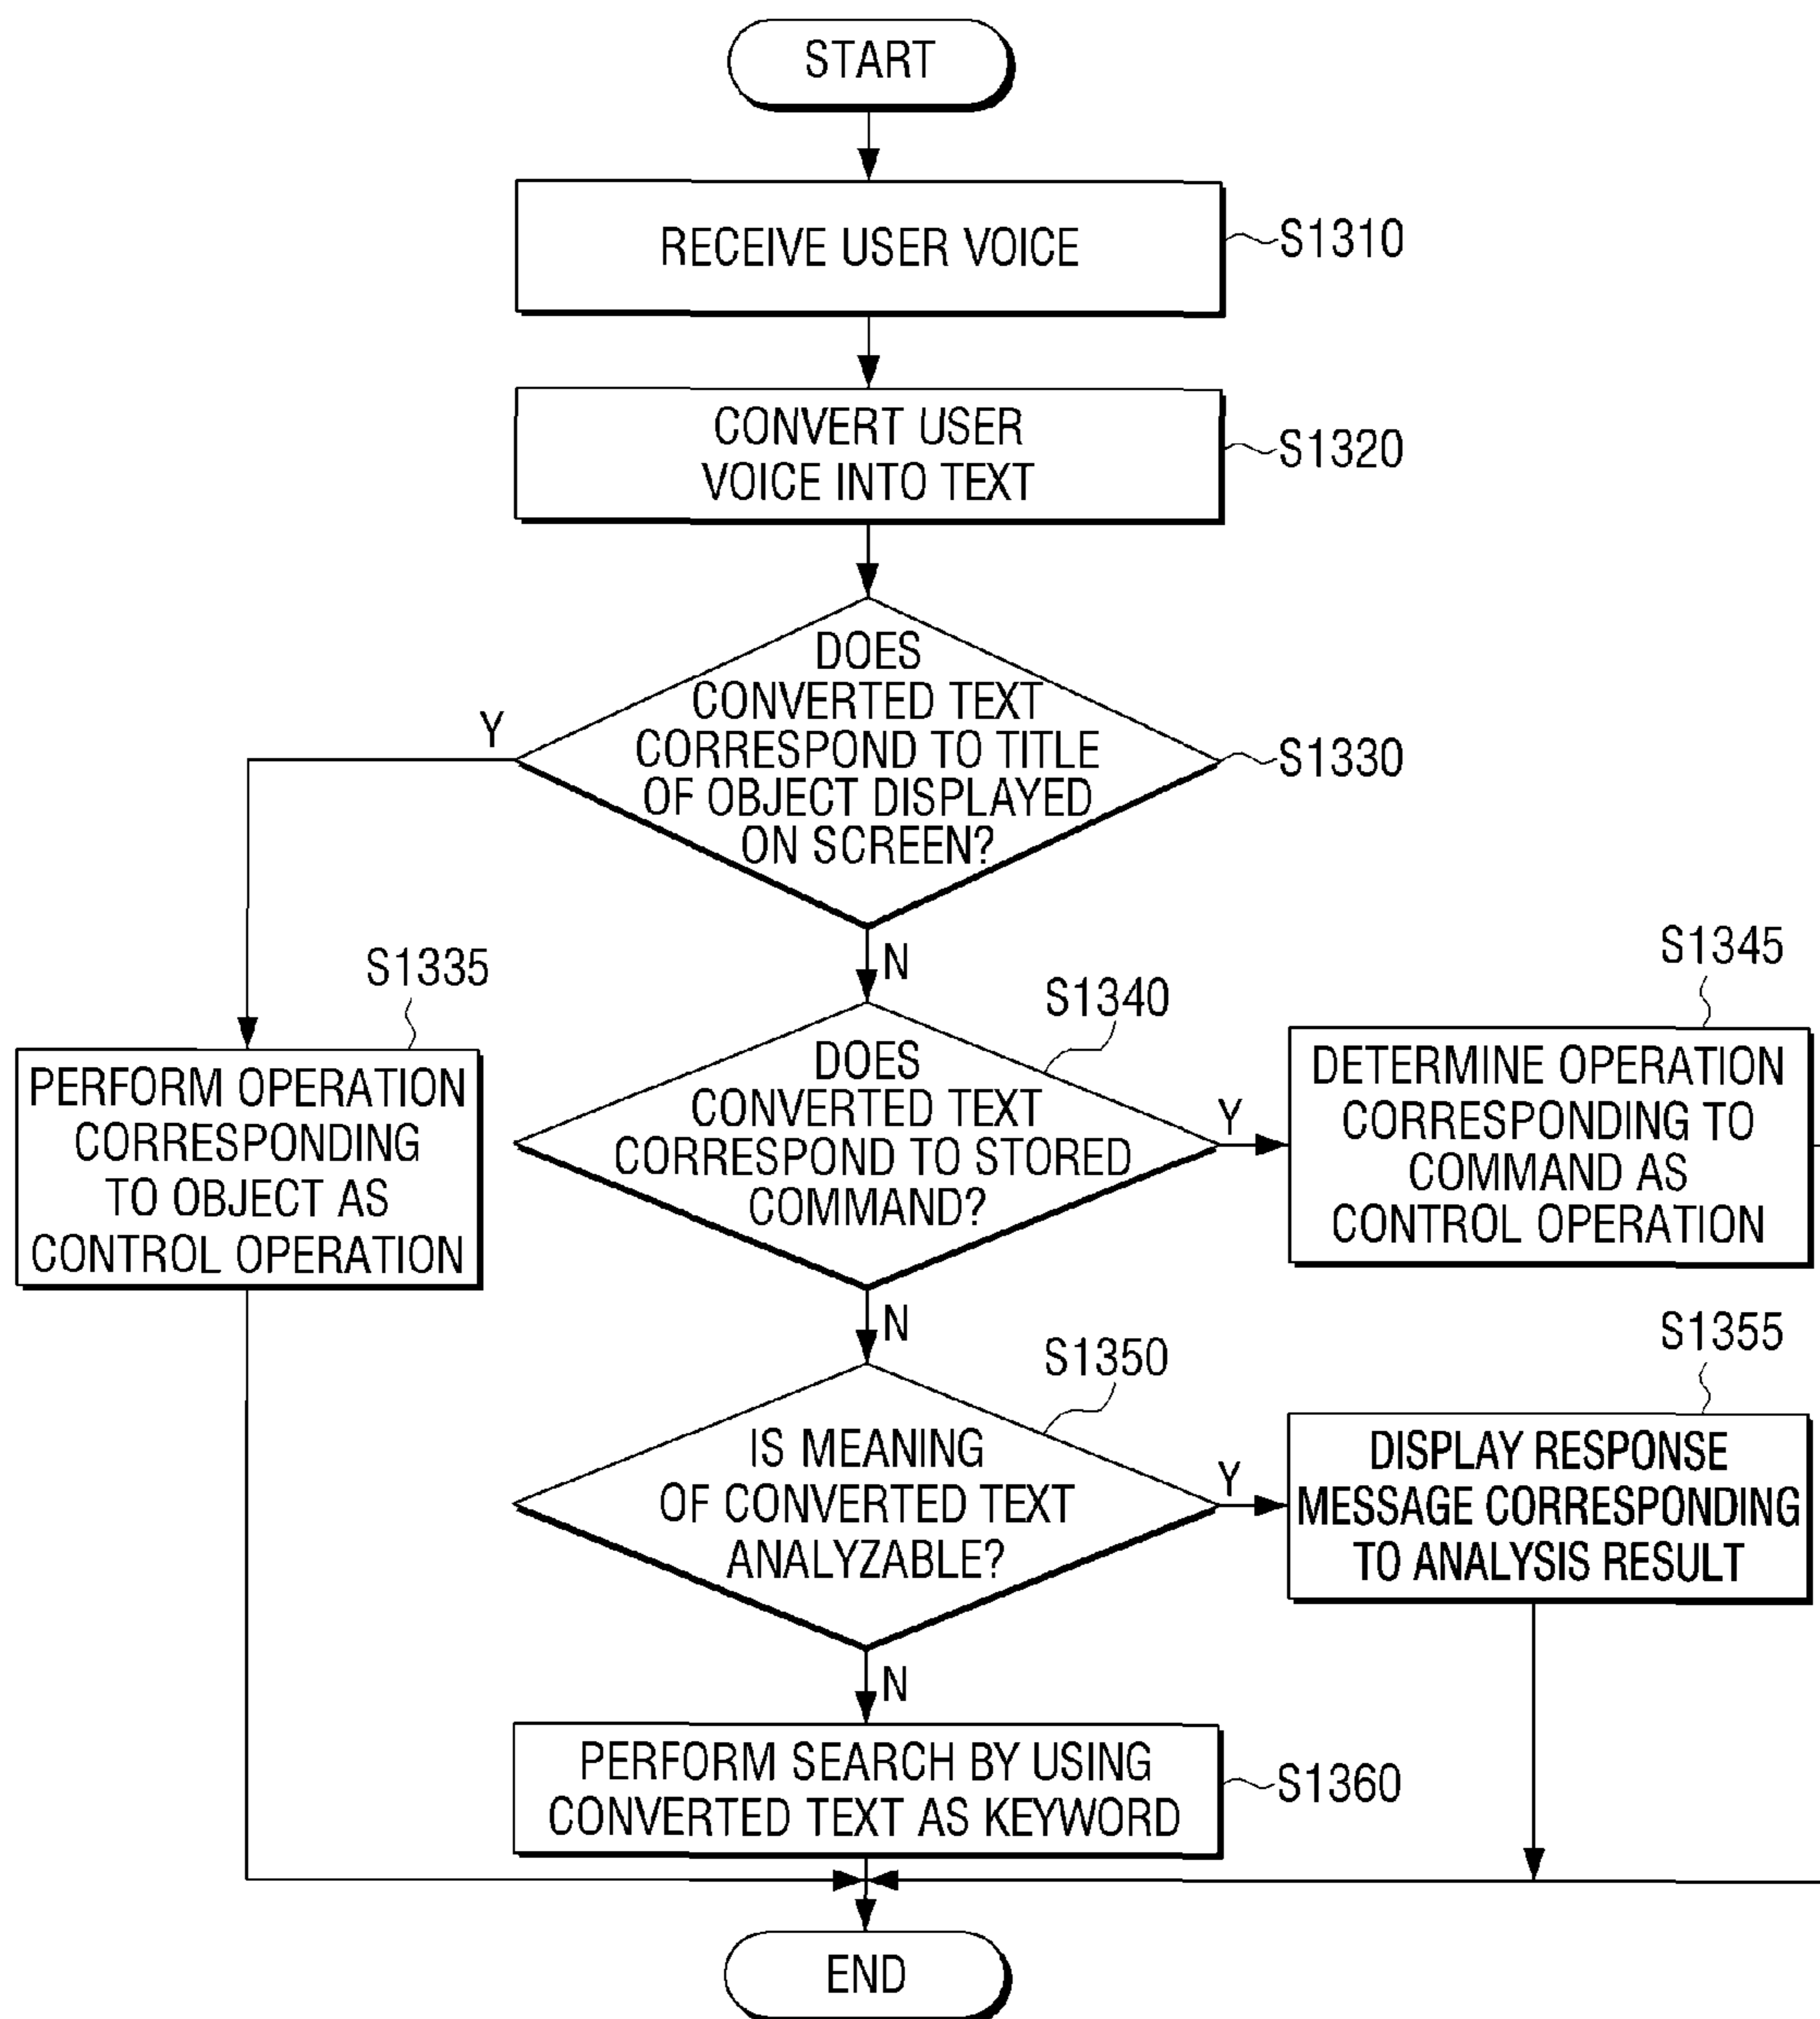 START
RECEIVE USER VOICE
S1310
CONVERT USER
VOICE INTO TEXT
S1320
DOES
CONVERTED TEXT
CORRESPOND TO TITLE
OF OBJECT DISPLAYED
ON SCREEN?
S1330
Y
N
S1335
PERFORM OPERATION
CORRESPONDING
TO OBJECT AS
CONTROL OPERATION
S1340
DOES
CONVERTED TEXT
CORRESPOND TO STORED
COMMAND?
Y
N
S1345
DETERMINE OPERATION
CORRESPONDING TO
COMMAND AS
CONTROL OPERATION
S1350
IS MEANING
OF CONVERTED TEXT
ANALYZABLE?
Y
N
S1355
DISPLAY RESPONSE
MESSAGE CORRESPONDING
TO ANALYSIS RESULT
PERFORM SEARCH BY USING
CONVERTED TEXT AS KEYWORD
S1360
END